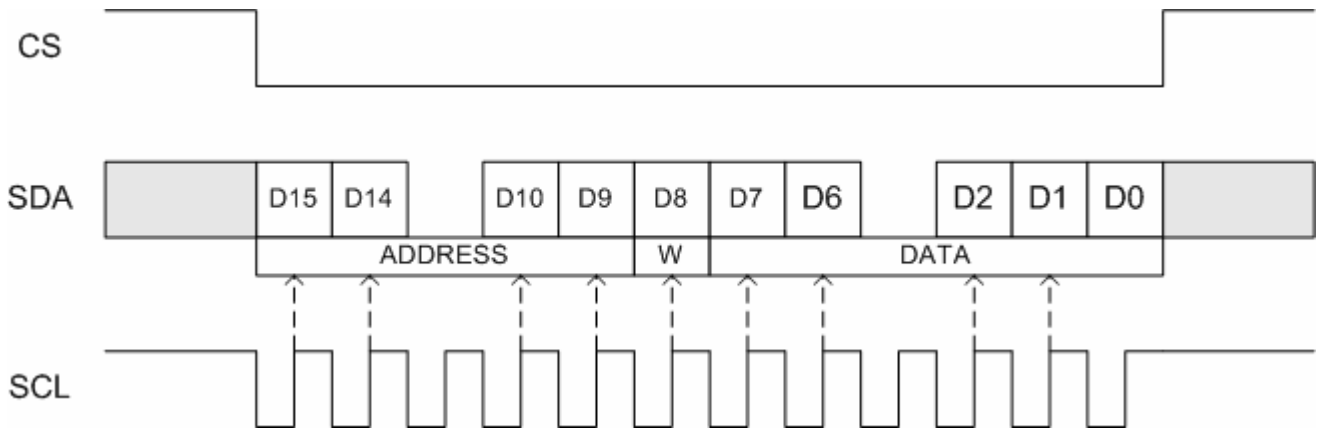 CS
SDA D15 D14 D10 D9 D8 D7 D6 D2 D1 D0
ADDRESS W DATA
SCL